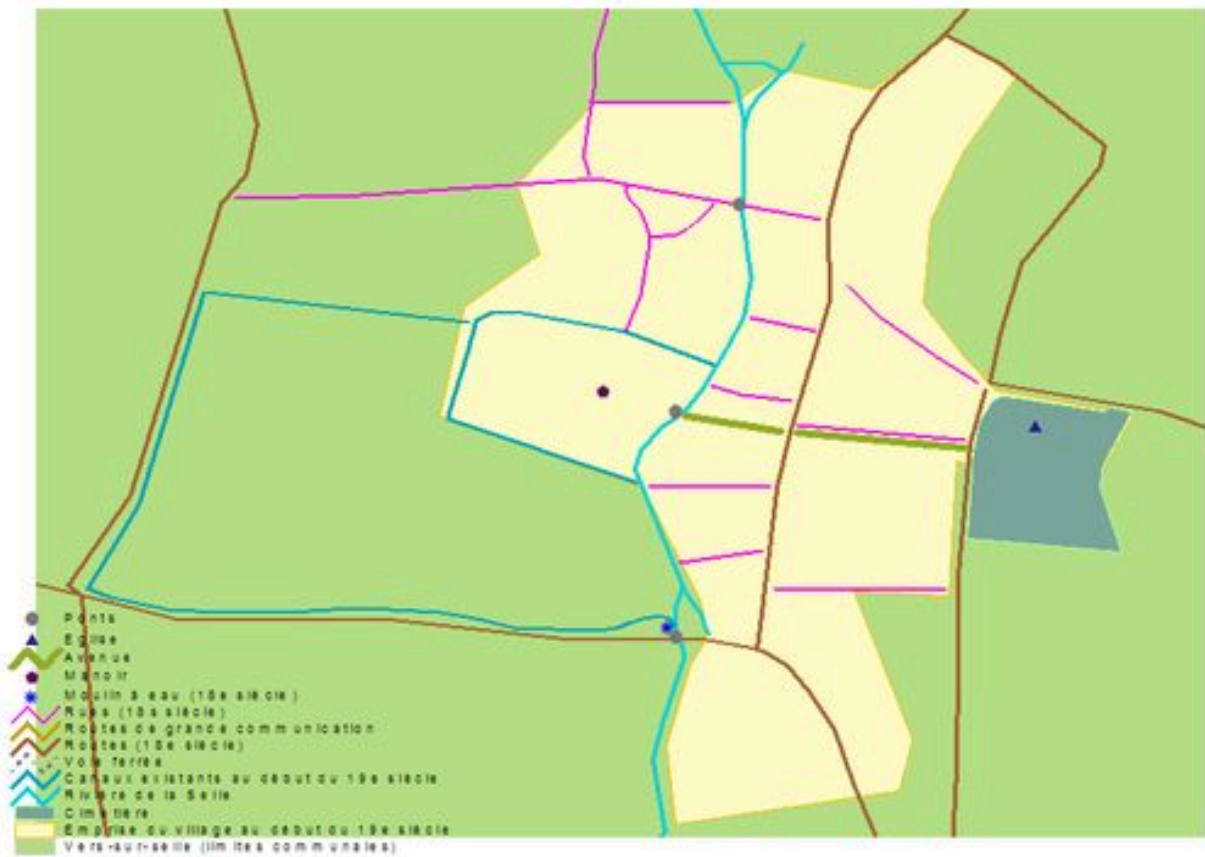 Ponts
Eglise
Avenue
Manoir
Moulin à eau (18e siècle)
Rues (18s siècle)
Routes de grande communication
Routes (18e siècle)
Voie ferrée
Canaux existants au début du 19e siècle
Rivière de la Selle
Cimetière
Emprise du village au début du 19e siècle
Vers-sur-selle (limites communales)